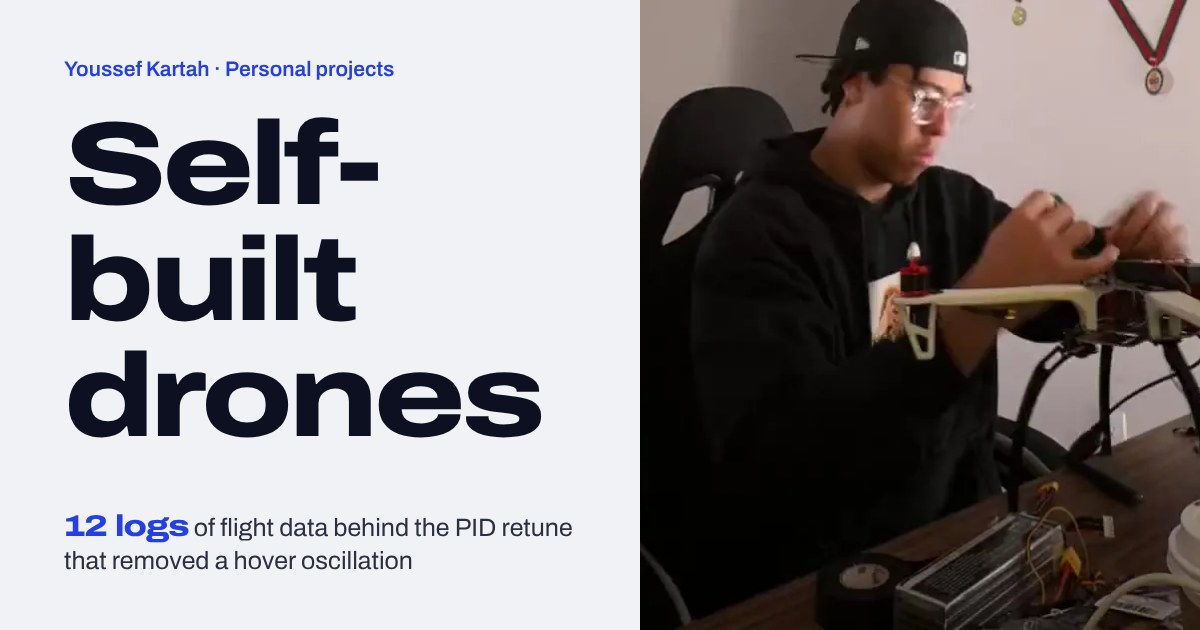 Youssef Kartah · Personal projects
Self-
built
drones
12 logs of flight data behind the PID retune
that removed a hover oscillation